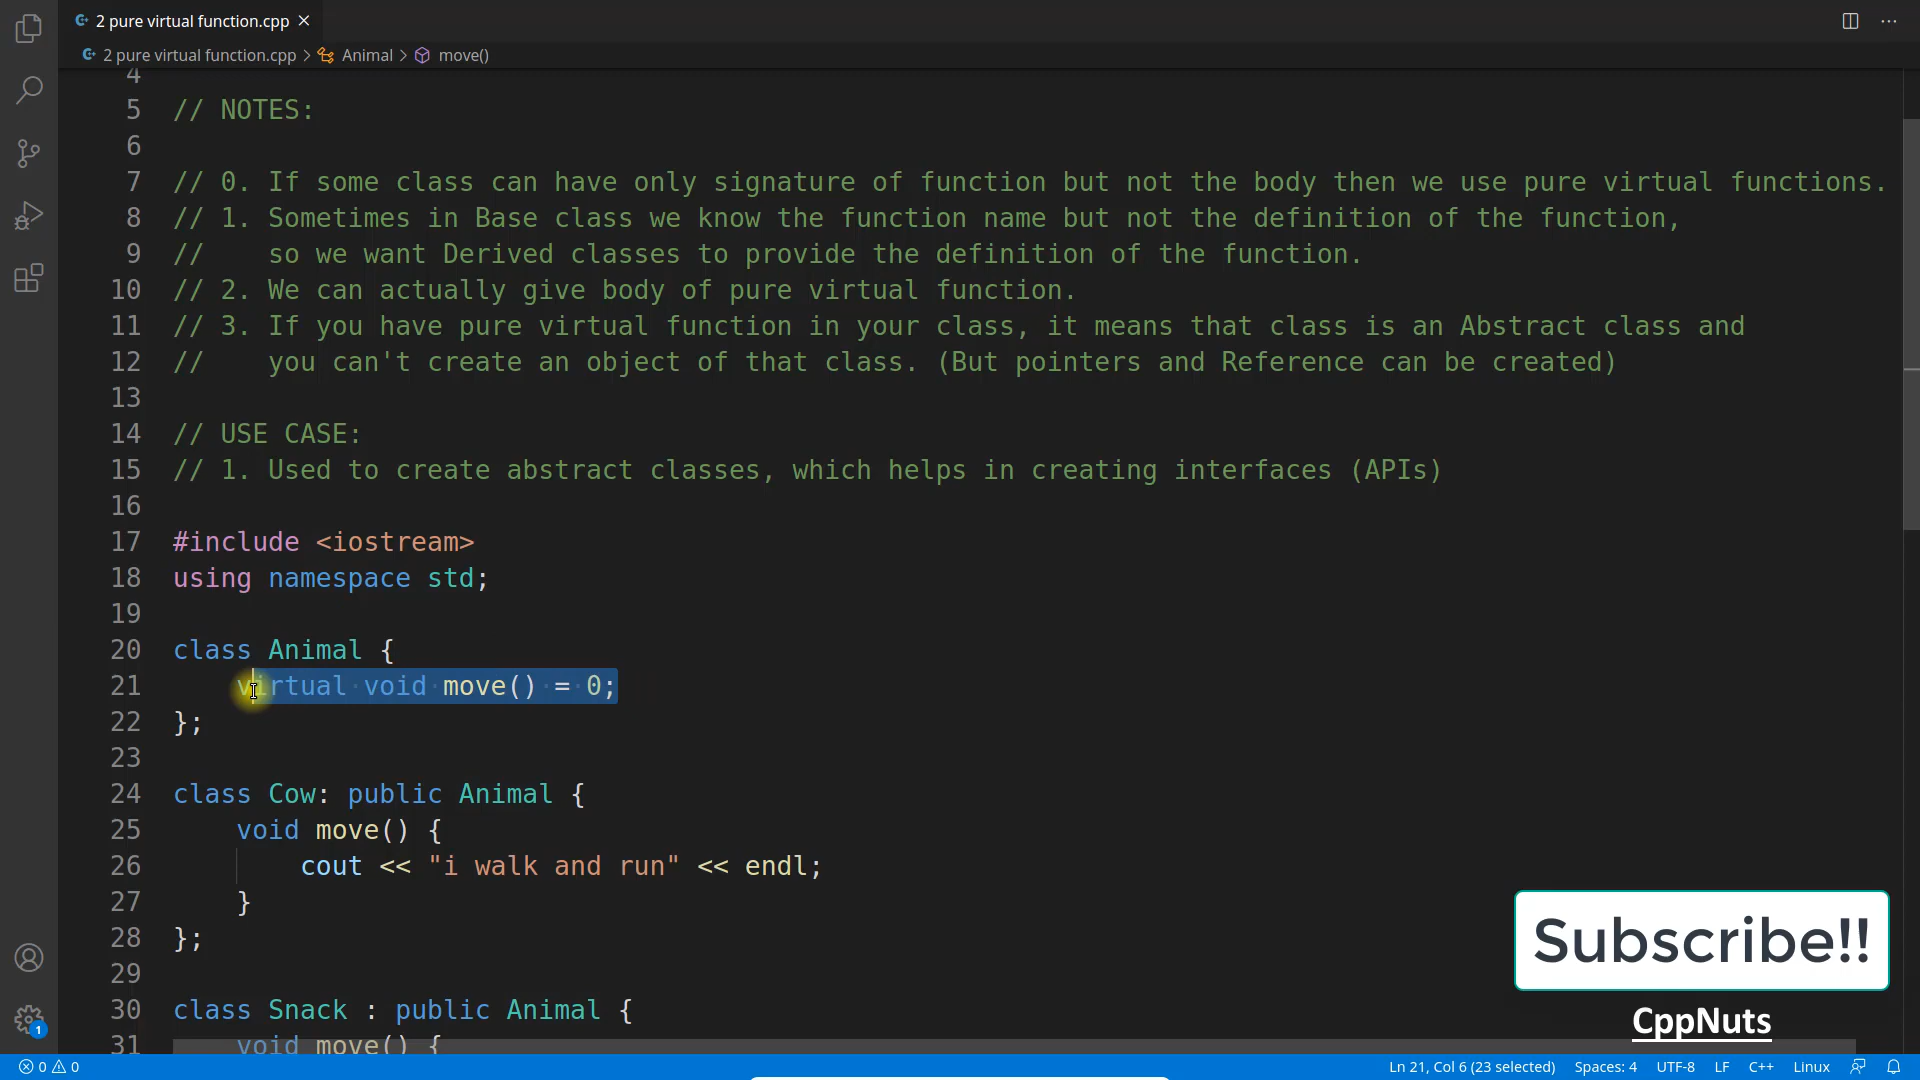 2 pure virtual function.cpp
2 pure virtual function.cpp > Animal > move()
4
5 // NOTES:
6
7 // 0. If some class can have only signature of function but not the body then we use pure virtual functions.
8 // 1. Sometimes in Base class we know the function name but not the definition of the function,
9 //    so we want Derived classes to provide the definition of the function.
10 // 2. We can actually give body of pure virtual function.
11 // 3. If you have pure virtual function in your class, it means that class is an Abstract class and
12 //    you can't create an object of that class. (But pointers and Reference can be created)
13
14 // USE CASE:
15 // 1. Used to create abstract classes, which helps in creating interfaces (APIs)
16
17 #include <iostream>
18 using namespace std;
19
20 class Animal {
21     virtual void move() = 0;
22 };
23
24 class Cow: public Animal {
25     void move() {
26         cout << "i walk and run" << endl;
27     }
28 };
29
30 class Snack : public Animal {
31     void move() {
Subscribe!!
CppNuts
1
0 0 Ln 21, Col 6 (23 selected) Spaces: 4 UTF-8 LF C++ Linux